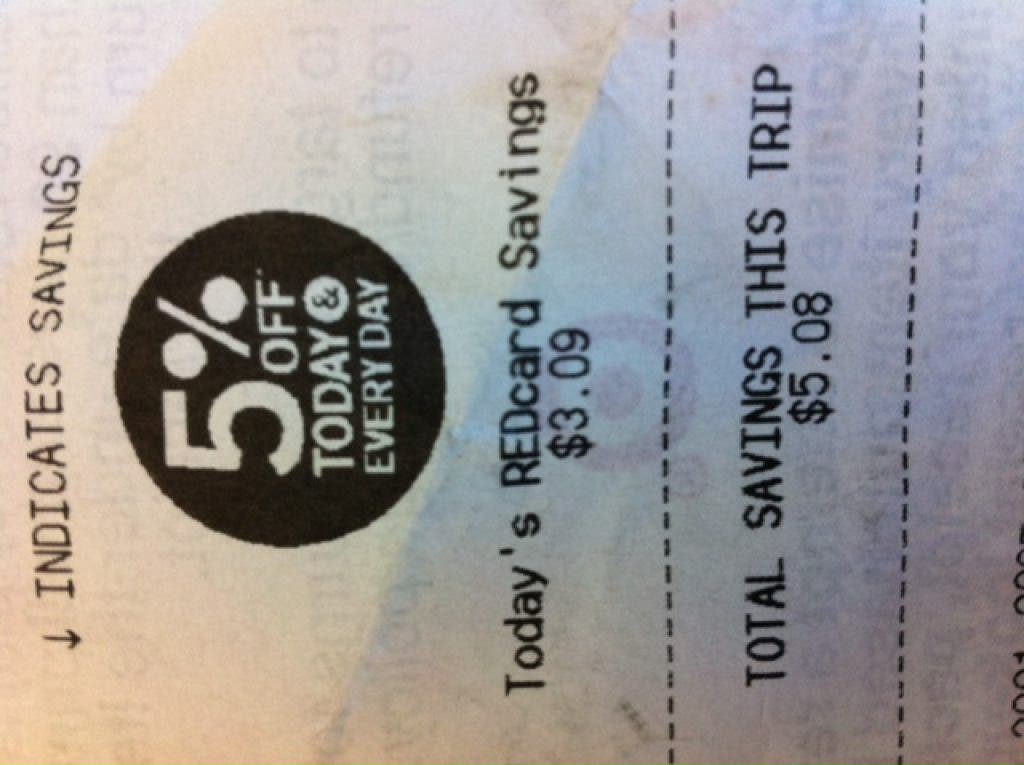 ↓ INDICATES SAVINGS
5%
OFF
TODAY &
EVERY DAY
Today's REDcard Savings
$3.09
TOTAL SAVINGS THIS TRIP
$5.08